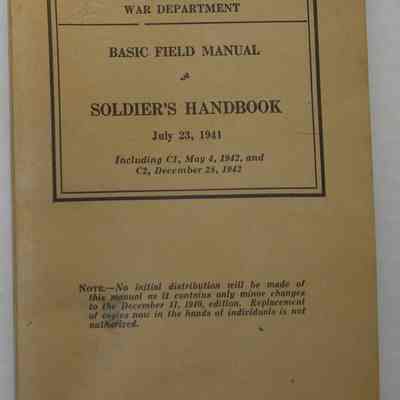 WAR DEPARTMENT
BASIC FIELD MANUAL
SOLDIER'S HANDBOOK
July 23, 1941
Including C1, May 4, 1942, and
C2, December 28, 1942
NOTE.—No initial distribution will be made of
this manual as it contains only minor changes
to the December 17, 1940, edition. Replacement
of copies now in the hands of individuals is not
authorized.